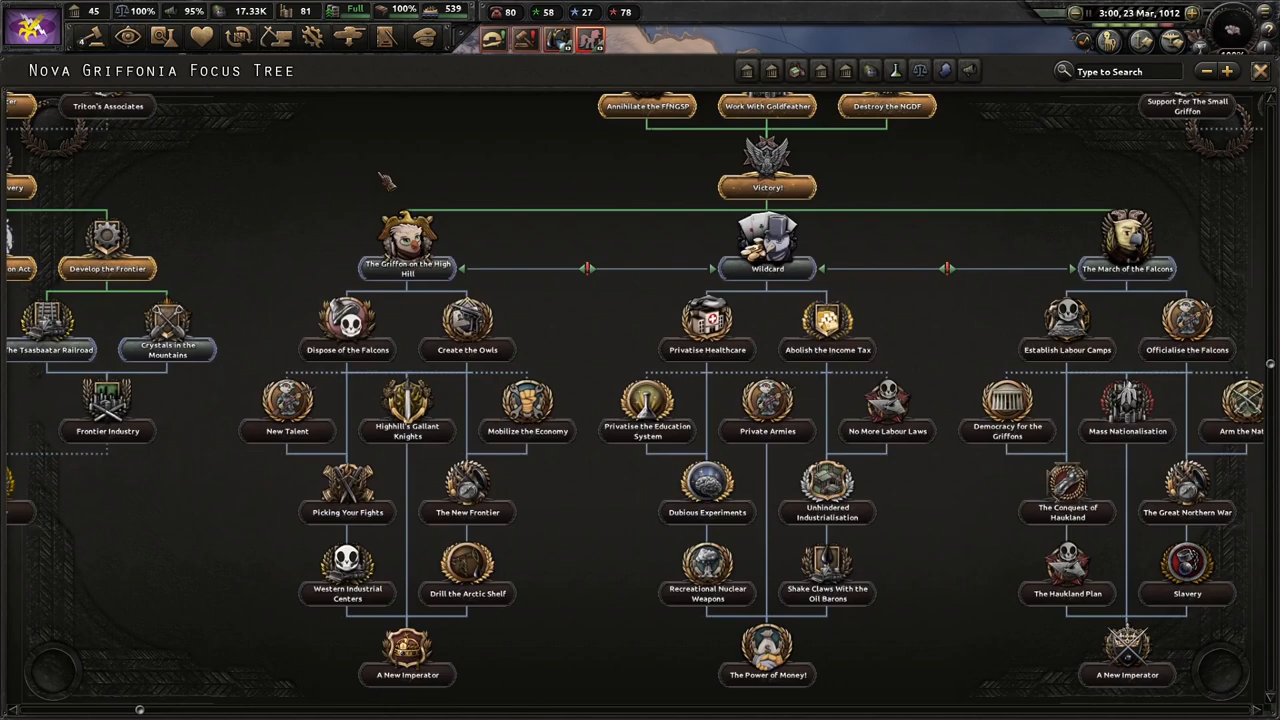 45 100% 95% 17.33K 81 Full 100% 539 80 58 27 78 3:00, 23 Mar, 1012
4 100%
Nova Griffonia Focus Tree Type to Search
Triton's Associates Annihilate the FfNGSP Work With Goldfeather Destroy the NGDF Support For The Small
Griffon
very Victory!
on Act Develop the Frontier The Griffon on the High
Hill Wildcard The March of the Falcons
The Tsasbaatar Railroad Crystals in the
Mountains Dispose of the Falcons Create the Owls Privatise Healthcare Abolish the Income Tax Establish Labour Camps Officialise the Falcons
Frontier Industry New Talent Highhill's Gallant
Knights Mobilize the Economy Privatise the Education
System Private Armies No More Labour Laws Democracy for the
Griffons Mass Nationalisation Arm the Nat
Picking Your Fights The New Frontier Dubious Experiments Unhindered
Industrialisation The Conquest of
Haukland The Great Northern War
Western Industrial
Centers Drill the Arctic Shelf Recreational Nuclear
Weapons Shake Claws With the
Oil Barons The Haukland Plan Slavery
A New Imperator The Power of Money! A New Imperator